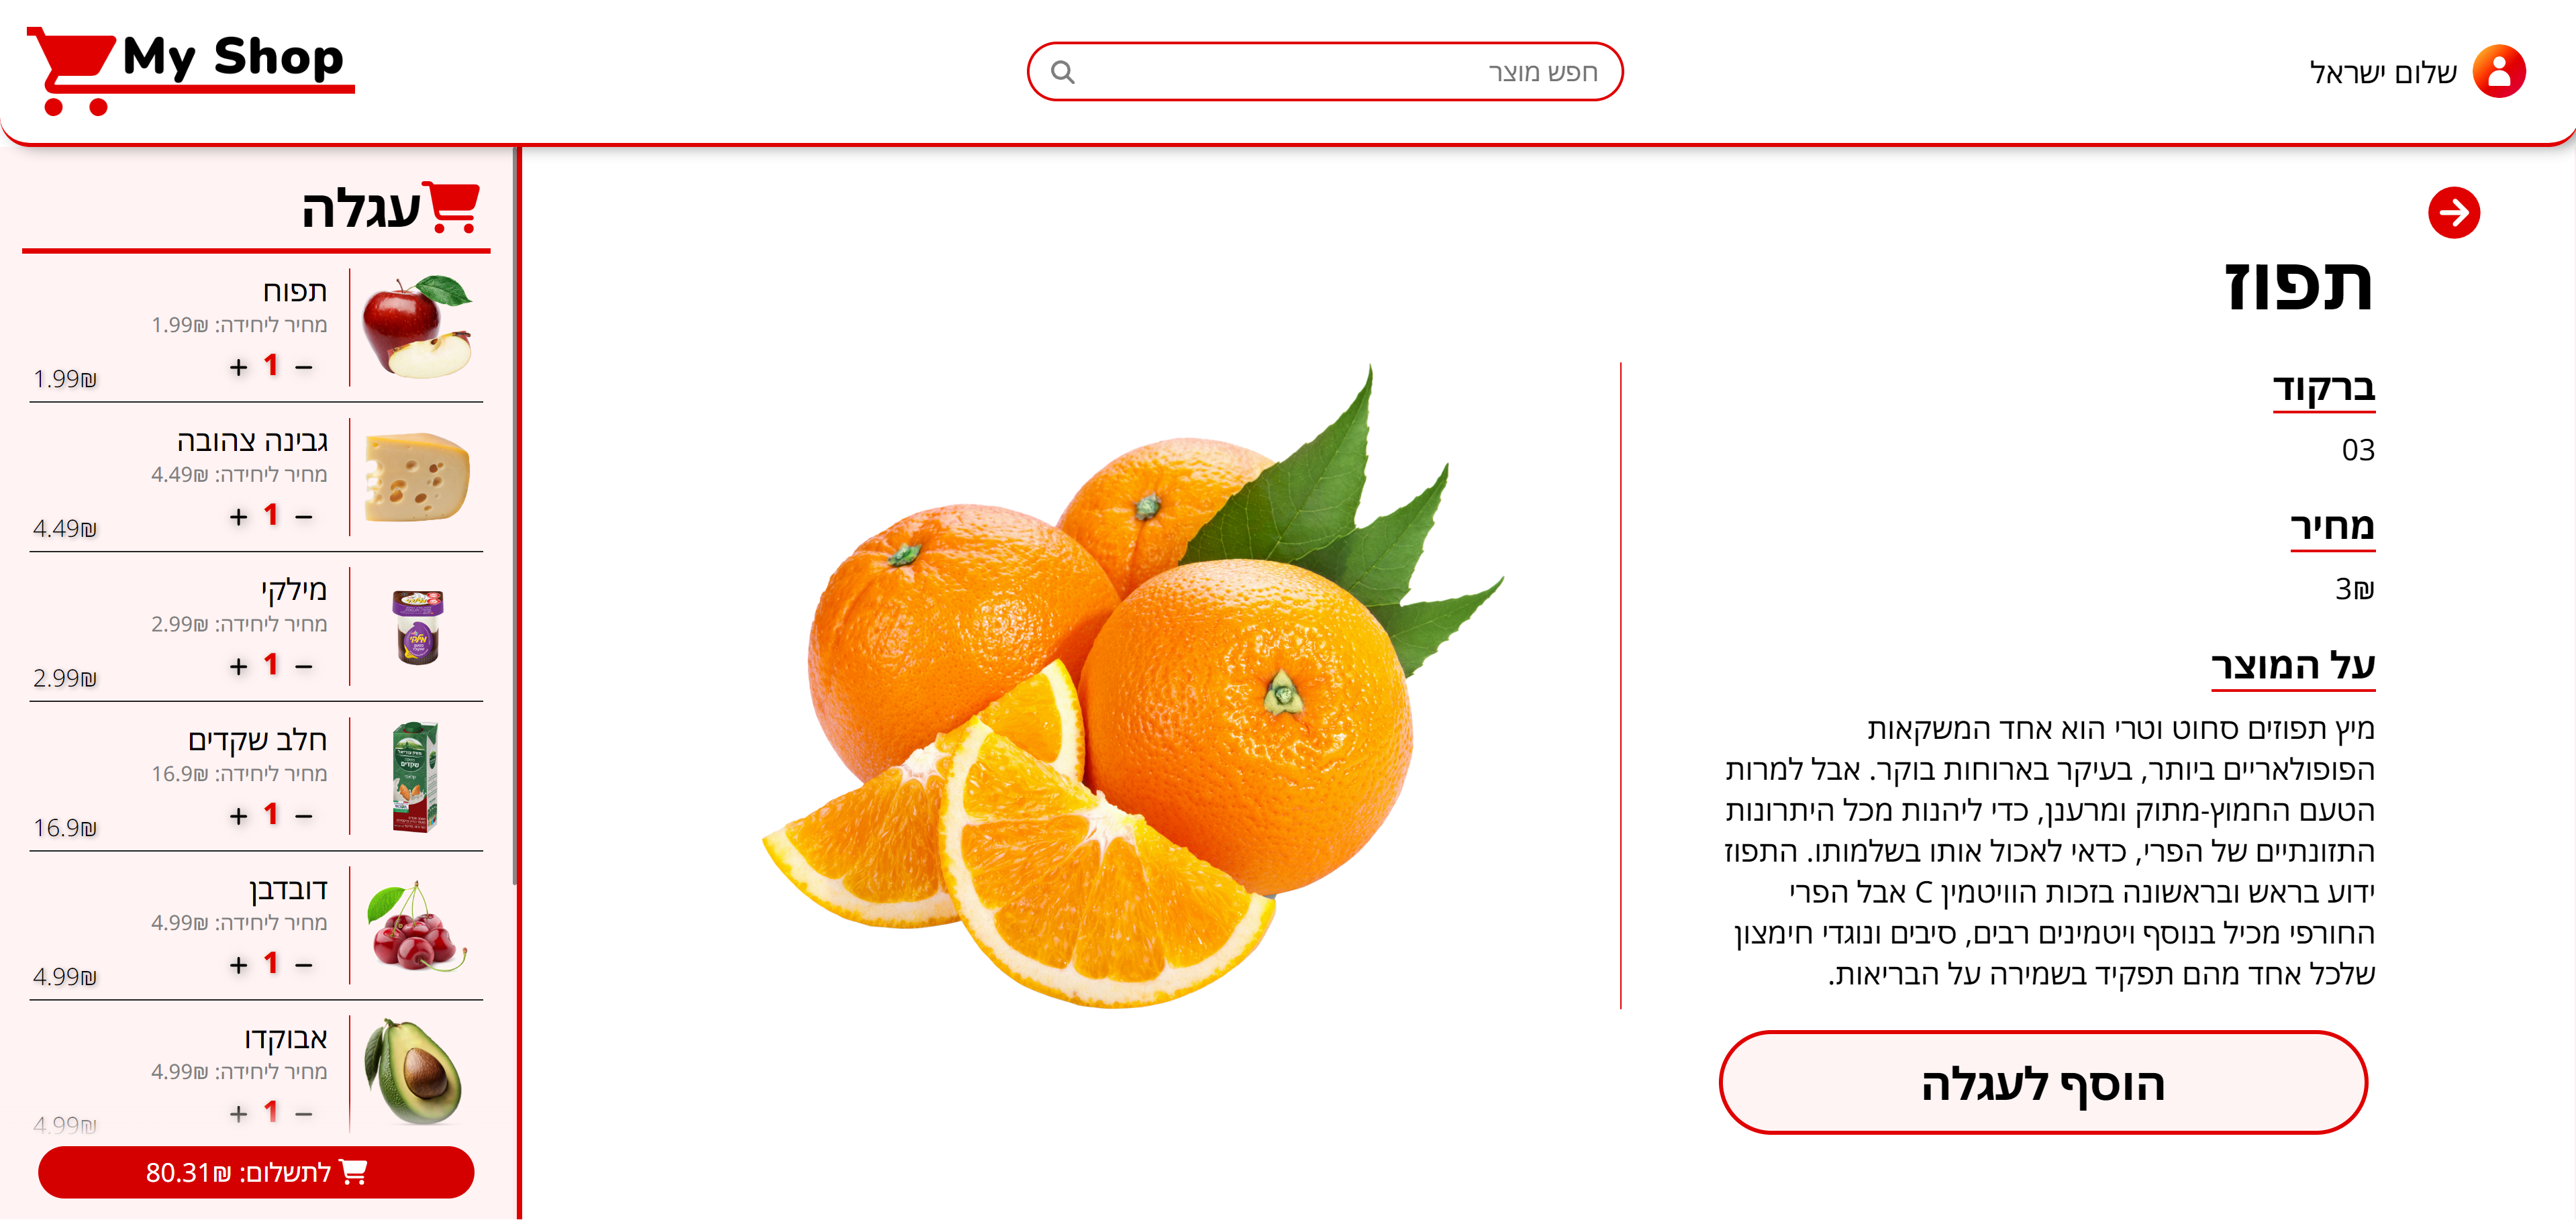 My Shop
חפש מוצר
שלום ישראל
תפוז
ברקוד
03
מחיר
3₪
על המוצר
מיץ תפוזים סחוט וטרי הוא אחד המשקאות
הפופולאריים ביותר, בעיקר בארוחות בוקר. אבל למרות
הטעם החמוץ-מתוק ומרענן, כדי ליהנות מכל היתרונות
התזונתיים של הפרי, כדאי לאכול אותו בשלמותו. התפוז
ידוע בראש ובראשונה בזכות הוויטמין C אבל הפרי
החורפי מכיל בנוסף ויטמינים רבים, סיבים ונוגדי חימצון
שלכל אחד מהם תפקיד בשמירה על הבריאות.
הוסף לעגלה
עגלה
תפוח
מחיר ליחידה: 1.99₪
− 1 +
1.99₪
גבינה צהובה
מחיר ליחידה: 4.49₪
− 1 +
4.49₪
מילקי
מחיר ליחידה: 2.99₪
− 1 +
2.99₪
חלב שקדים
מחיר ליחידה: 16.9₪
− 1 +
16.9₪
דובדבן
מחיר ליחידה: 4.99₪
− 1 +
4.99₪
אבוקדו
מחיר ליחידה: 4.99₪
− 1 +
4.99₪
לתשלום: 80.31₪